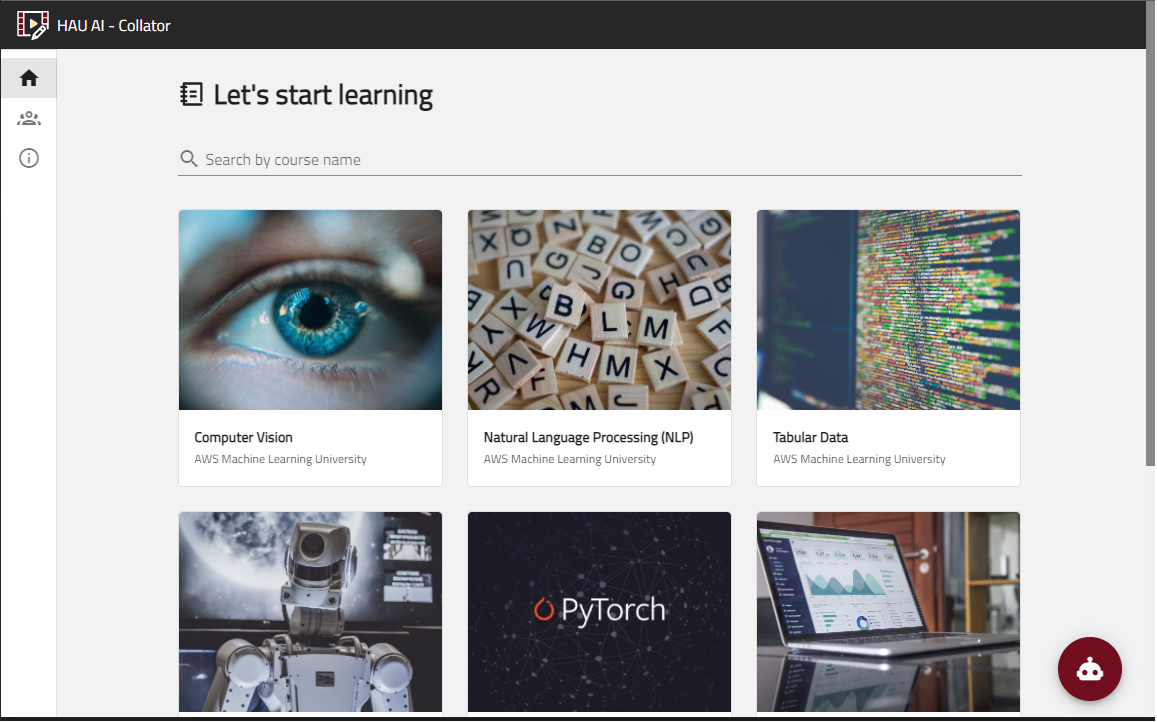 HAU AI - Collator
Let's start learning
Search by course name
Computer Vision
AWS Machine Learning University
Natural Language Processing (NLP)
AWS Machine Learning University
Tabular Data
AWS Machine Learning University
PyTorch